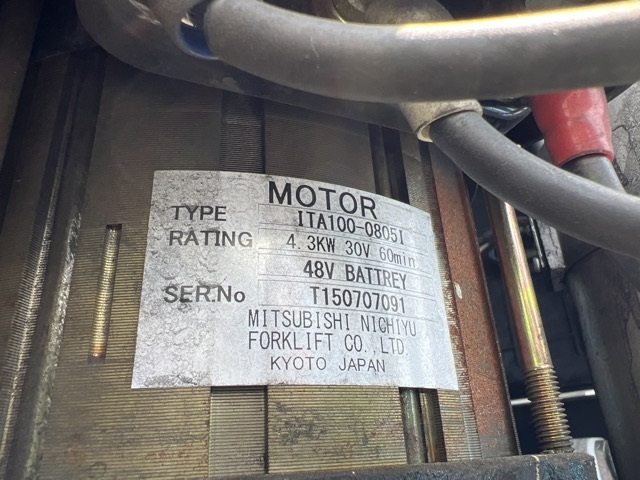 MOTOR
TYPE ITA100-0805I
RATING 4.3KW 30V 60min
48V BATTREY
SER.No T150707091
MITSUBISHI NICHIYU
FORKLIFT CO.,LTD.
KYOTO JAPAN